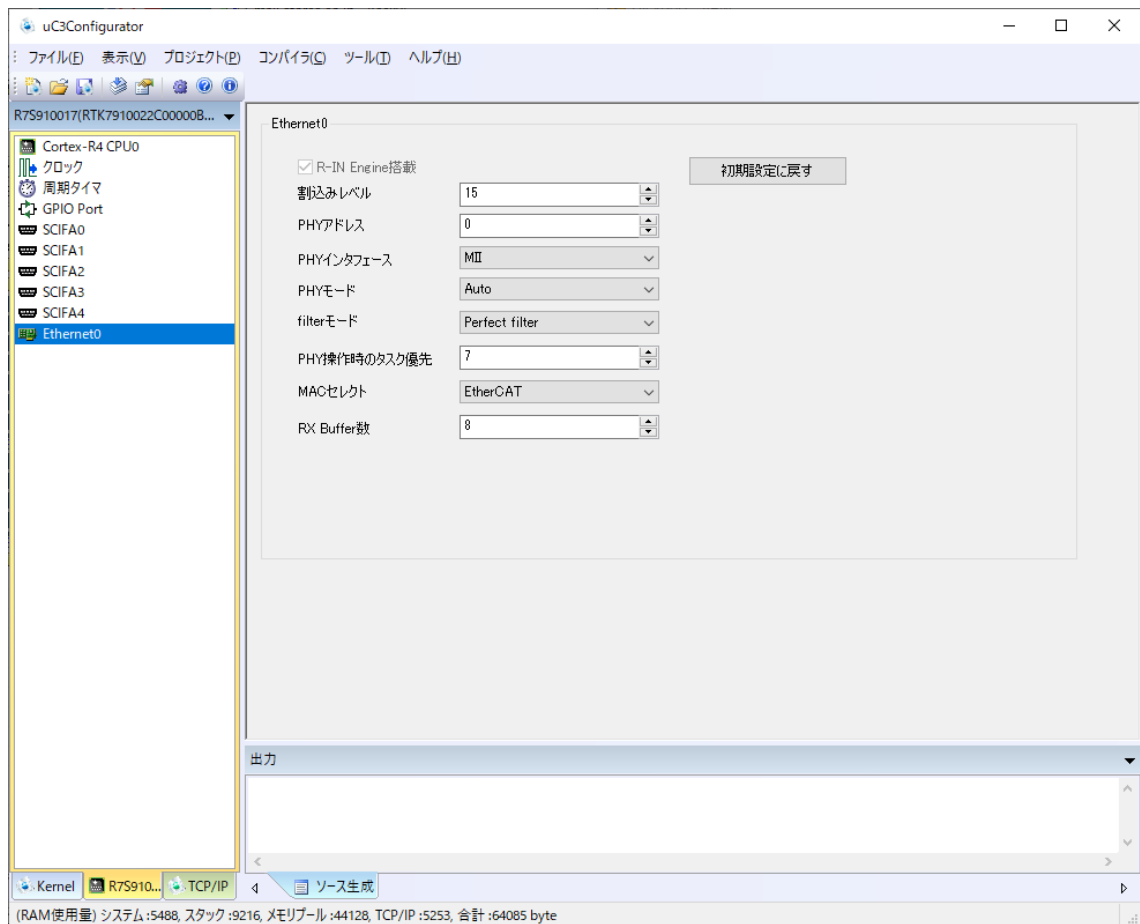 uC3Configurator
ファイル(F) 表示(V) プロジェクト(P) コンパイラ(C) ツール(T) ヘルプ(H)
R7S910017(RTK7910022C00000B...
Cortex-R4 CPU0
クロック
周期タイマ
GPIO Port
SCIFA0
SCIFA1
SCIFA2
SCIFA3
SCIFA4
Ethernet0
Ethernet0
R-IN Engine搭載
初期設定に戻す
割込みレベル 15
PHYアドレス 0
PHYインタフェース MII
PHYモード Auto
filterモード Perfect filter
PHY操作時のタスク優先 7
MACセレクト EtherCAT
RX Buffer数 8
出力
Kernel R7S910... TCP/IP ソース生成
(RAM使用量) システム:5488, スタック:9216, メモリプール:44128, TCP/IP :5253, 合計 :64085 byte